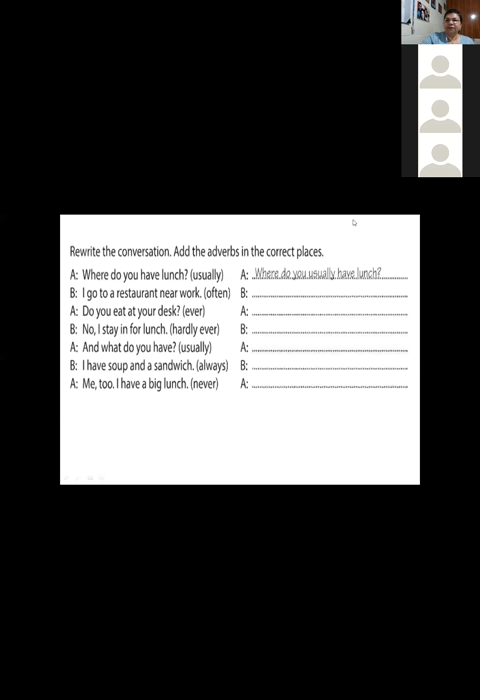 Rewrite the conversation. Add the adverbs in the correct places.
A: Where do you have lunch? (usually) A: Where do you usually have lunch?
B: I go to a restaurant near work. (often) B:
A: Do you eat at your desk? (ever) A:
B: No, I stay in for lunch. (hardly ever) B:
A: And what do you have? (usually) A:
B: I have soup and a sandwich. (always) B:
A: Me, too. I have a big lunch. (never) A: